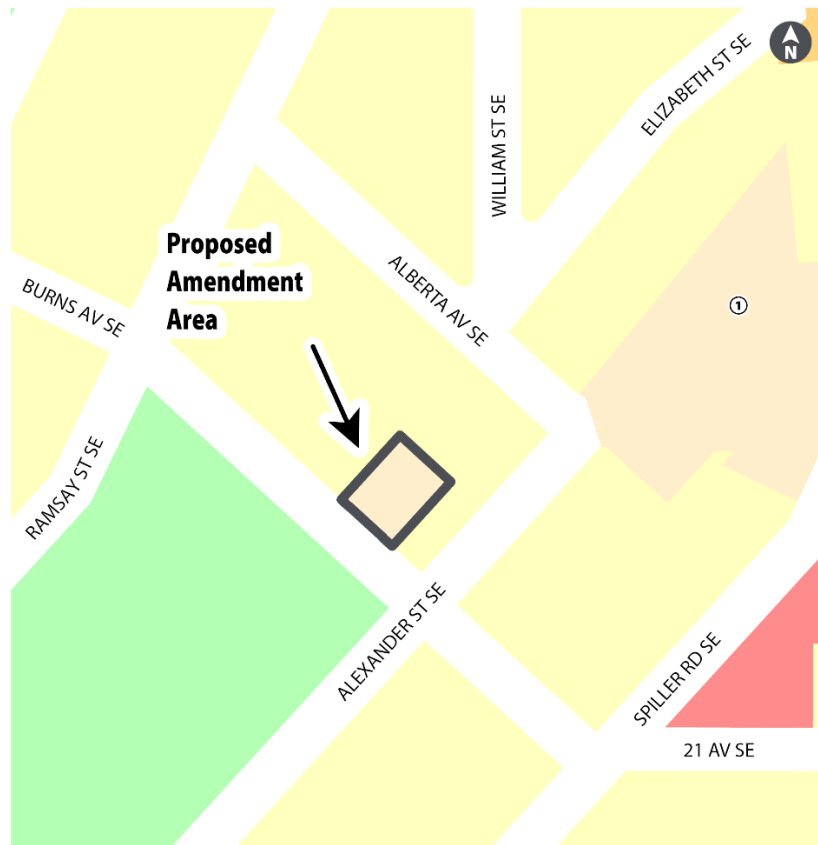 N
WILLIAM ST SE
ELIZABETH ST SE
Proposed
Amendment
Area
ALBERTA AV SE
BURNS AV SE
1
RAMSAY ST SE
ALEXANDER ST SE
SPILLER RD SE
21 AV SE